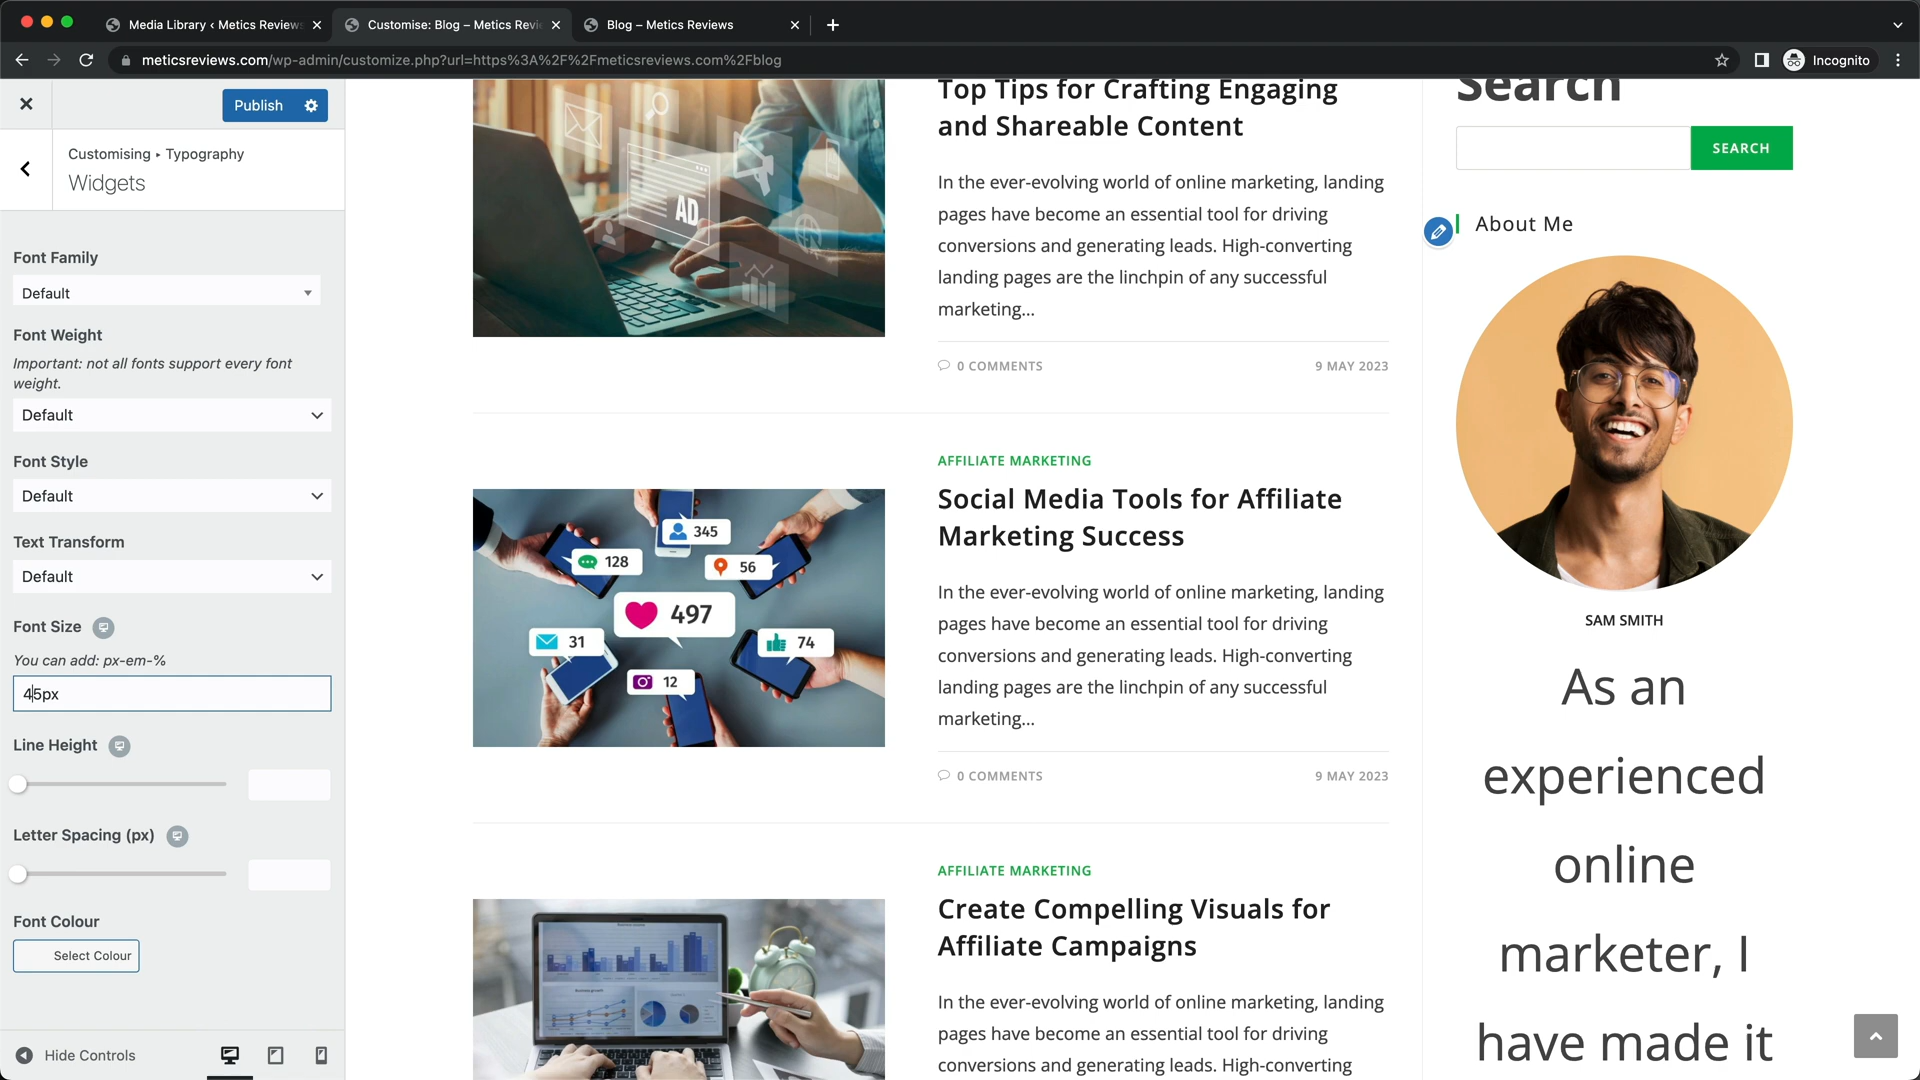 Media Library ‹ Metics Reviews
Customise: Blog – Metics Revi
Blog – Metics Reviews
meticsreviews.com/wp-admin/customize.php?url=https%3A%2F%2Fmeticsreviews.com%2Fblog
Incognito
Publish
Customising ▸ Typography
Widgets
Font Family
Default
Font Weight
Important: not all fonts support every font
weight.
Default
Font Style
Default
Text Transform
Default
Font Size
You can add: px-em-%
45px
Line Height
Letter Spacing (px)
Font Colour
Select Colour
Hide Controls
AD
Top Tips for Crafting Engaging
and Shareable Content
In the ever-evolving world of online marketing, landing
pages have become an essential tool for driving
conversions and generating leads. High-converting
landing pages are the linchpin of any successful
marketing...
0 COMMENTS
9 MAY 2023
345
128
56
497
31
74
12
AFFILIATE MARKETING
Social Media Tools for Affiliate
Marketing Success
In the ever-evolving world of online marketing, landing
pages have become an essential tool for driving
conversions and generating leads. High-converting
landing pages are the linchpin of any successful
marketing...
0 COMMENTS
9 MAY 2023
AFFILIATE MARKETING
Create Compelling Visuals for
Affiliate Campaigns
In the ever-evolving world of online marketing, landing
pages have become an essential tool for driving
conversions and generating leads. High-converting
Search
SEARCH
About Me
SAM SMITH
As an
experienced
online
marketer, I
have made it